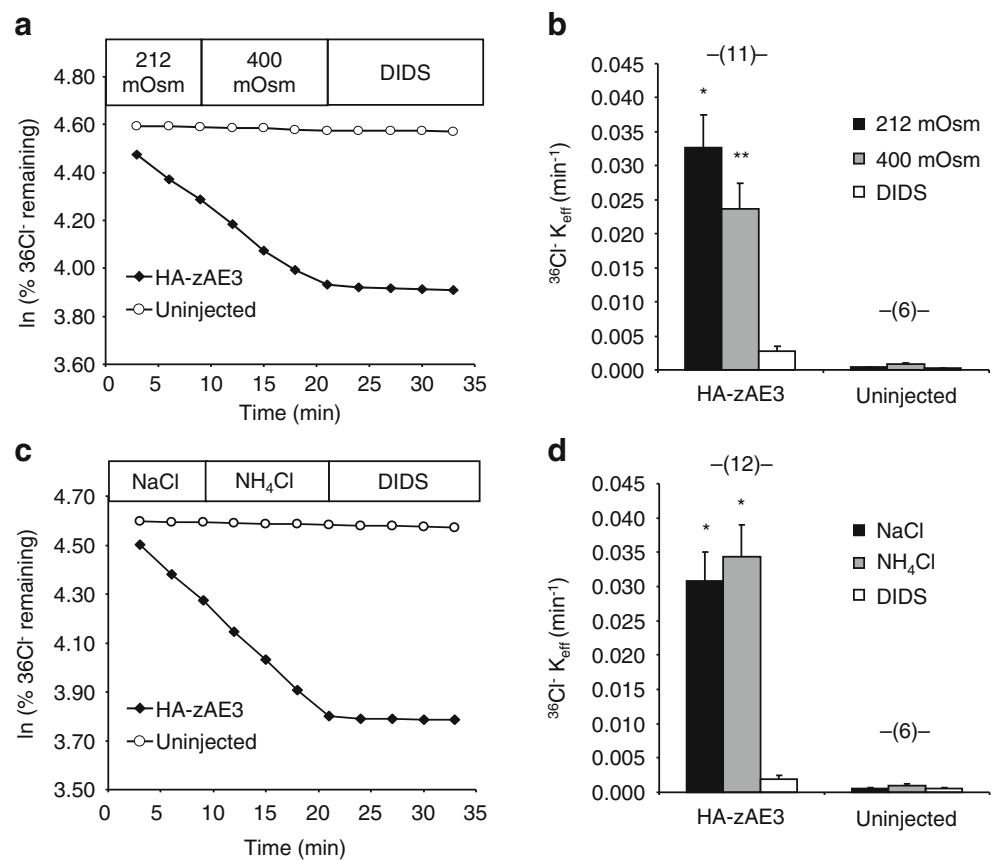 a
212 mOsm
400 mOsm
DIDS
ln (% 36Cl- remaining)
4.80
4.60
4.40
4.20
4.00
3.80
3.60
HA-zAE3
Uninjected
0 5 10 15 20 25 30 35
Time (min)
b
–(11)–
36Cl- Keff (min-1)
0.045
0.040
0.035
0.030
0.025
0.020
0.015
0.010
0.005
0.000
*
**
212 mOsm
400 mOsm
DIDS
–(6)–
HA-zAE3 Uninjected
c
NaCl
NH4Cl
DIDS
ln (% 36Cl- remaining)
4.70
4.50
4.30
4.10
3.90
3.70
3.50
HA-zAE3
Uninjected
0 5 10 15 20 25 30 35
Time (min)
d
–(12)–
36Cl- Keff (min-1)
0.045
0.040
0.035
0.030
0.025
0.020
0.015
0.010
0.005
0.000
*
*
NaCl
NH4Cl
DIDS
–(6)–
HA-zAE3 Uninjected